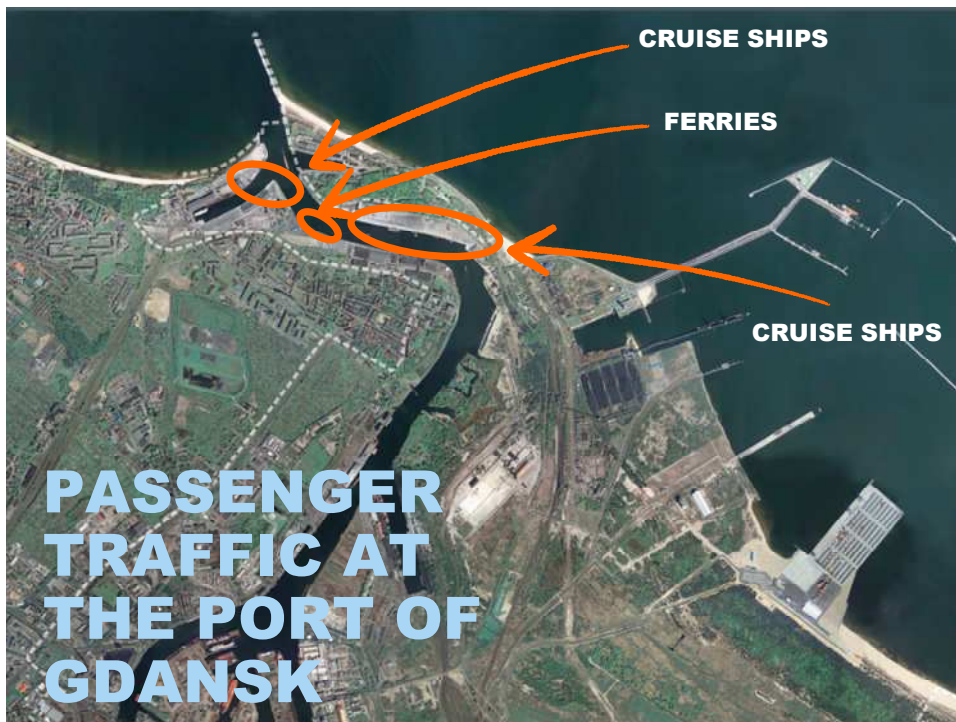 CRUISE SHIPS
FERRIES
CRUISE SHIPS
PASSENGER
TRAFFIC AT
THE PORT OF
GDANSK